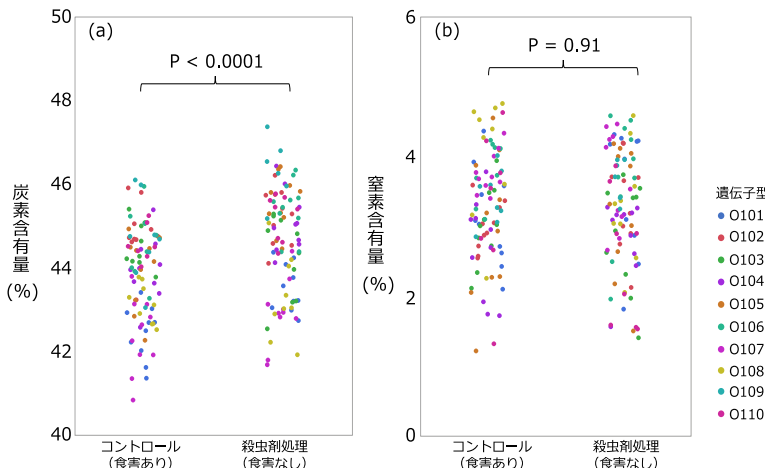 (a)
P < 0.0001
50
48
46
44
42
40
炭素含有量
(%)
コントロール
(食害あり)
殺虫剤処理
(食害なし)
(b)
P = 0.91
6
4
2
0
窒素含有量
(%)
コントロール
(食害あり)
殺虫剤処理
(食害なし)
遺伝子型
O101
O102
O103
O104
O105
O106
O107
O108
O109
O110